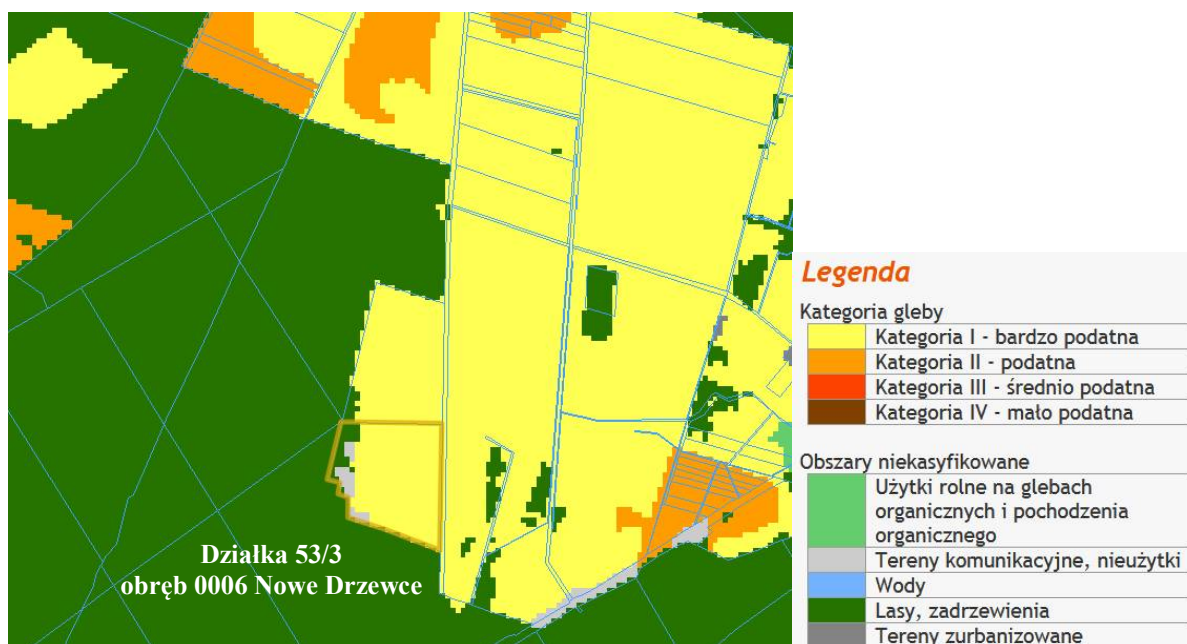 Działka 53/3
obręb 0006 Nowe Drzewce
Legenda
Kategoria gleby
Kategoria I - bardzo podatna
Kategoria II - podatna
Kategoria III - średnio podatna
Kategoria IV - mało podatna
Obszary niekasyfikowane
Użytki rolne na glebach
organicznych i pochodzenia
organicznego
Tereny komunikacyjne, nieużytki
Wody
Lasy, zadrzewienia
Tereny zurbanizowane